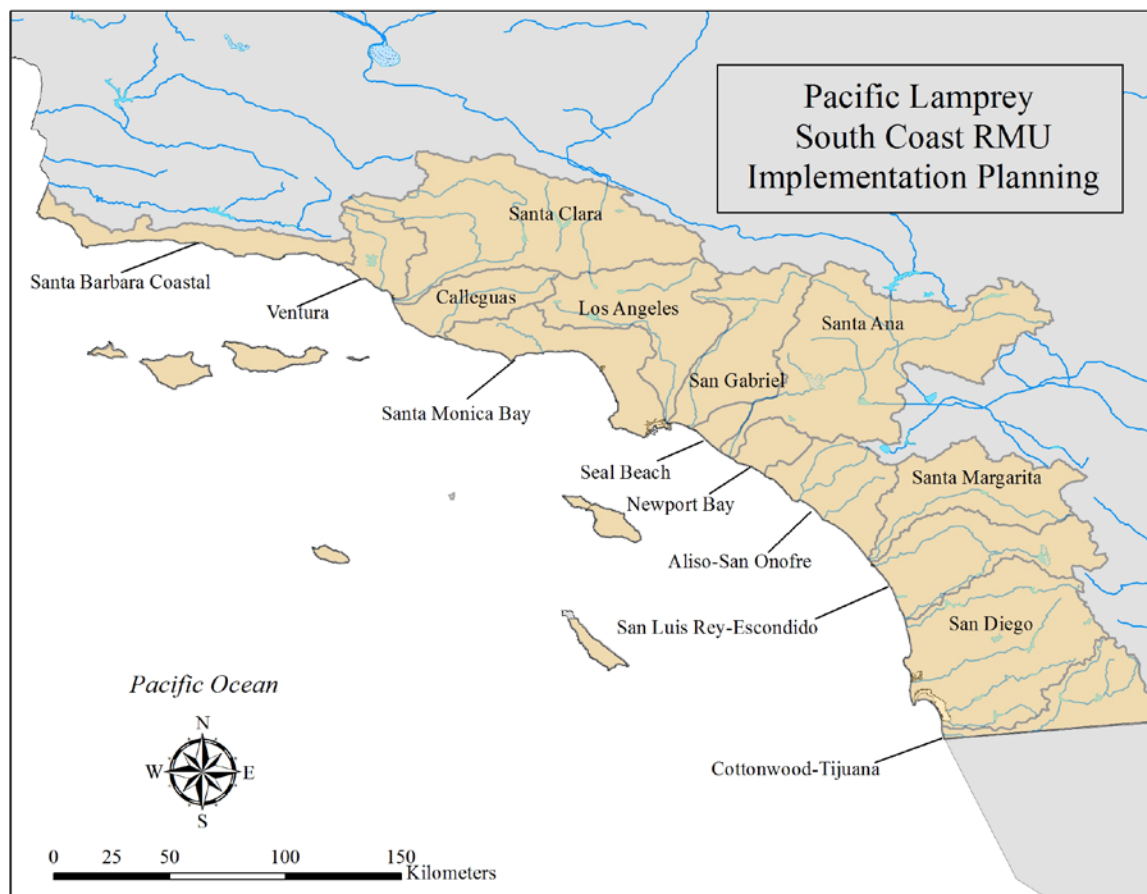 Pacific Lamprey
South Coast RMU
Implementation Planning
Santa Clara
Santa Barbara Coastal
Ventura
Calleguas
Los Angeles
Santa Ana
San Gabriel
Santa Monica Bay
Seal Beach
Santa Margarita
Newport Bay
Aliso-San Onofre
San Luis Rey-Escondido
San Diego
Pacific Ocean
N
W
E
S
Cottonwood-Tijuana
0 25 50 100 150
Kilometers